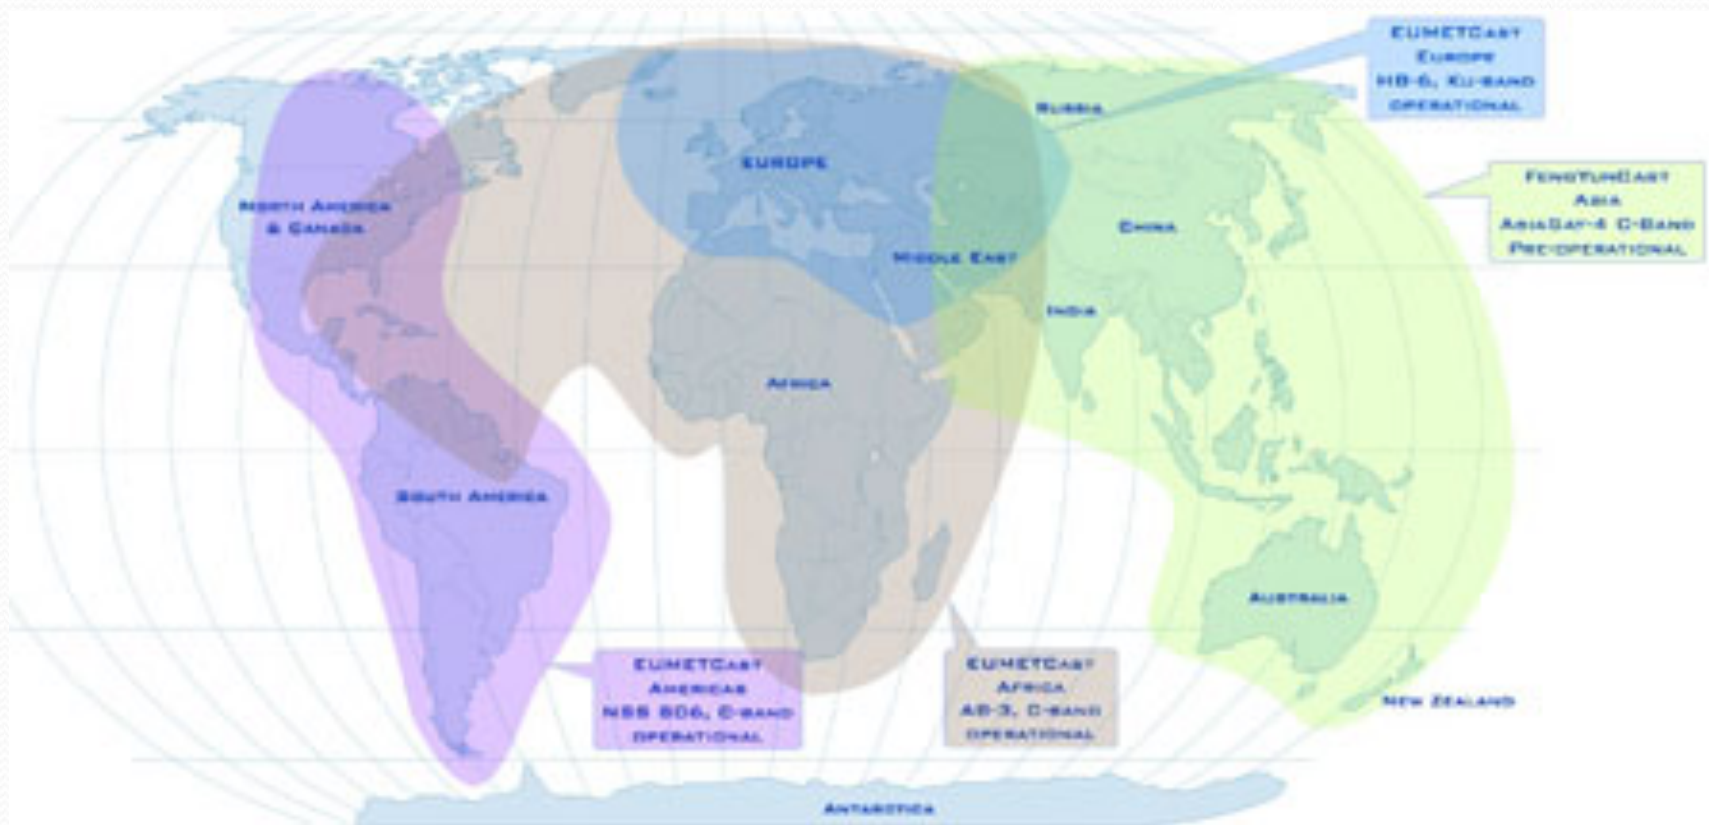 EUMETCast
Europe
HB-6, Ku-band
operational
Russia
Europe
FengYunCast
Asia
AsiaSat-4 C-Band
Pre-operational
North America
& Canada
China
Middle East
India
Africa
South America
Australia
EUMETCast
Americas
NSS 806, C-band
operational
EUMETCast
Africa
AB-3, C-band
operational
New Zealand
Antarctica